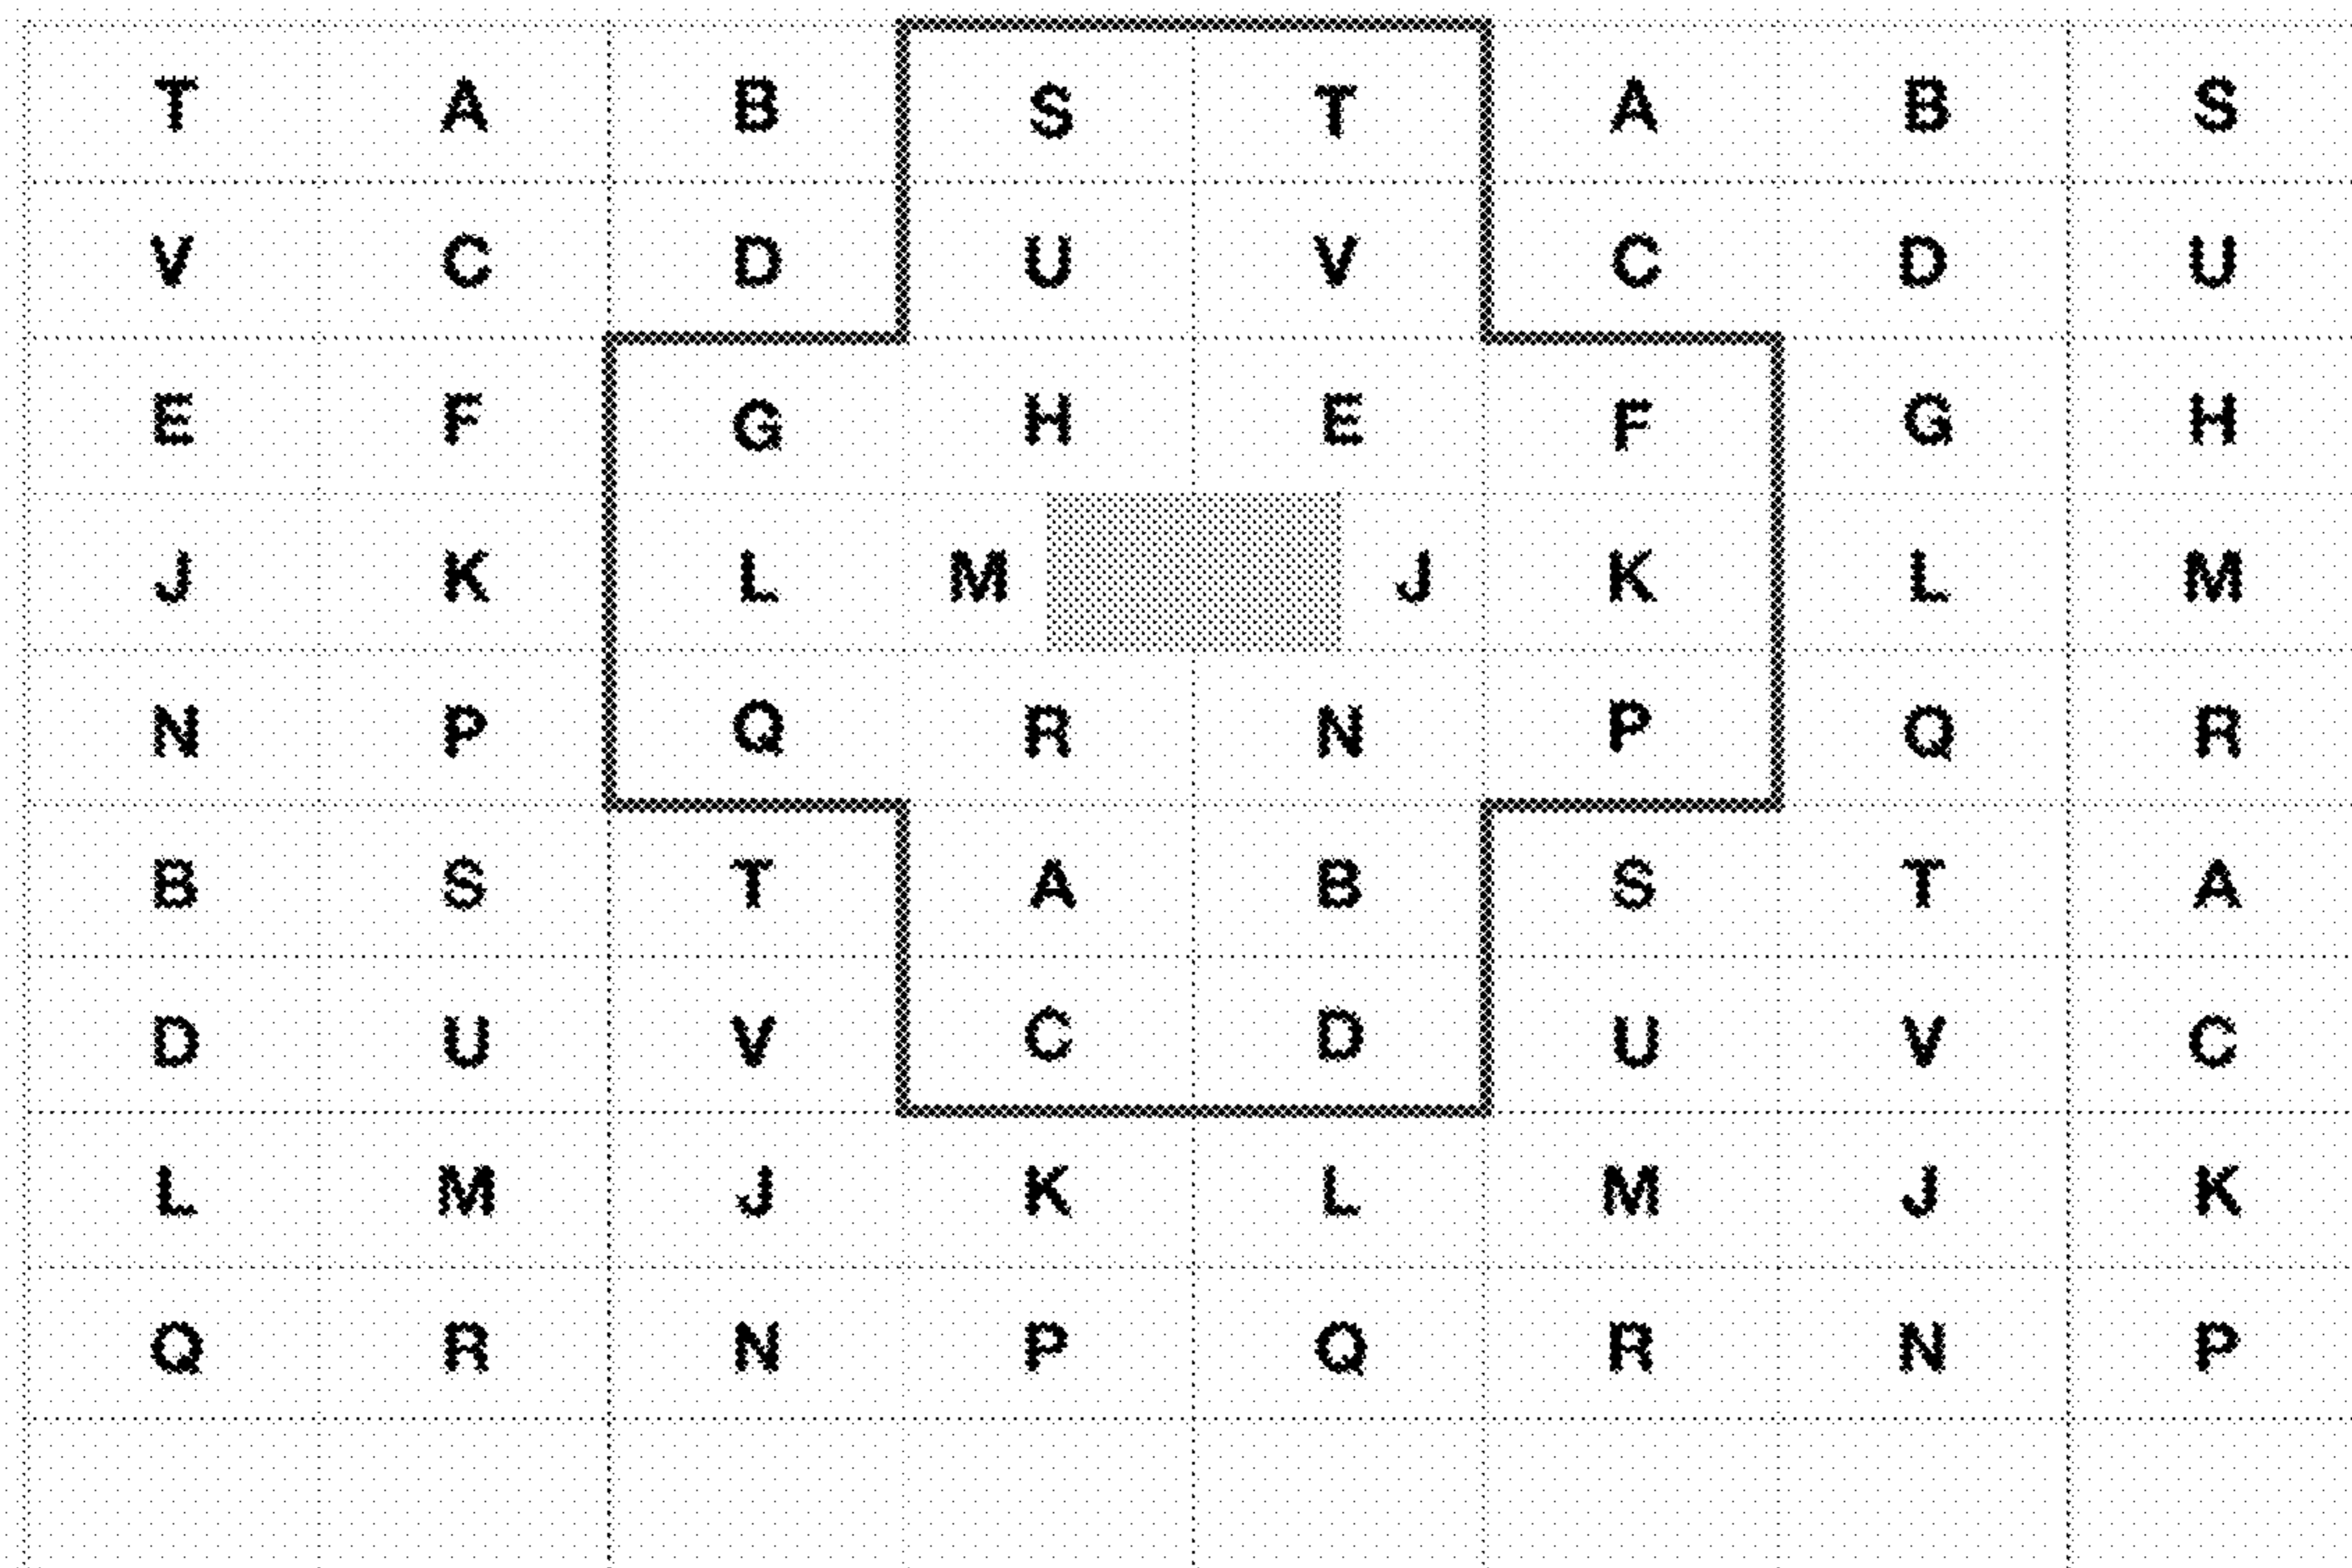 T A B S T A B S
V C D U V C D U
E F G H E F G H
J K L M J K L M
N P Q R N P Q R
B S T A B S T A
D U V C D U V C
L M J K L M J K
Q R N P Q R N P